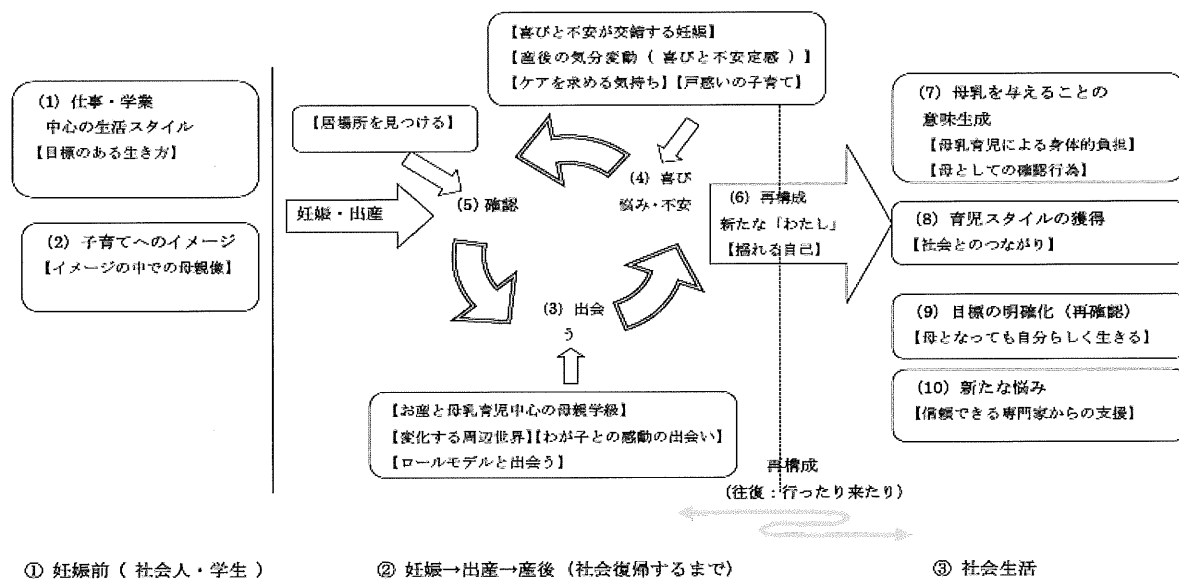 (1) 仕事・学業
中心の生活スタイル
【目標のある生き方】
(2) 子育てへのイメージ
【イメージの中での母親像】
【喜びと不安が交錯する妊娠】
【産後の気分変動（喜びと不安定感）】
【ケアを求める気持ち】【戸惑いの子育て】
【居場所を見つける】
妊娠・出産
(5) 確認
(4) 喜び
悩み・不安
(3) 出会
う
【お産と母乳育児中心の母親学級】
【変化する周辺世界】【わが子との感動の出会い】
【ロールモデルと出会う】
(6) 再構成
新たな「わたし」
【揺れる自己】
再構成
（往復：行ったり来たり）
(7) 母乳を与えることの
意味生成
【母乳育児による身体的負担】
【母としての確認行為】
(8) 育児スタイルの獲得
【社会とのつながり】
(9) 目標の明確化（再確認）
【母となっても自分らしく生きる】
(10) 新たな悩み
【信頼できる専門家からの支援】
① 妊娠前（社会人・学生）
② 妊娠→出産→産後（社会復帰するまで）
③ 社会生活